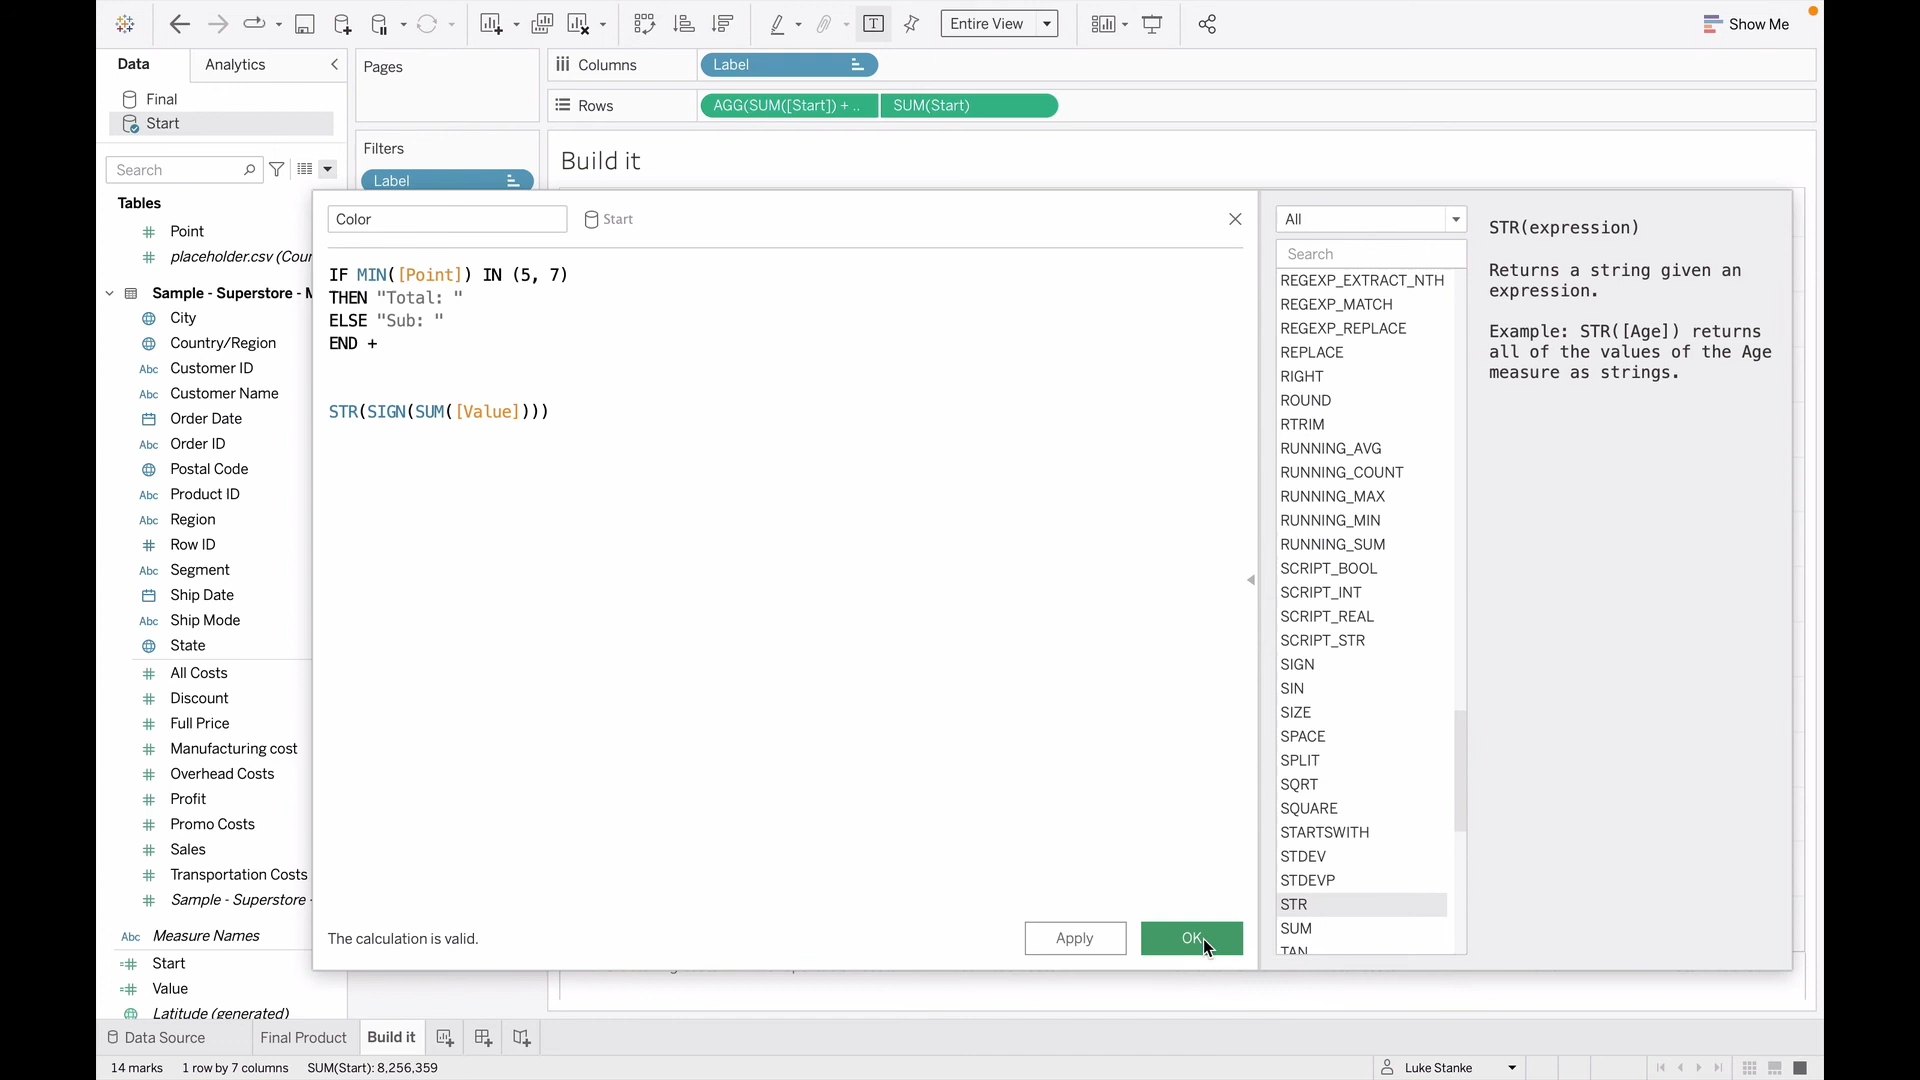 Entire View
Show Me
Data
Analytics
Pages
Columns
Label
Final
Start
Rows
AGG(SUM([Start]) + ..
SUM(Start)
Filters
Label
Build it
Search
Tables
Point
placeholder.csv (Cou
Sample - Superstore - M
City
Country/Region
Abc Customer ID
Abc Customer Name
Order Date
Abc Order ID
Postal Code
Abc Product ID
Abc Region
Row ID
Abc Segment
Ship Date
Abc Ship Mode
State
All Costs
Discount
Full Price
Manufacturing cost
Overhead Costs
Profit
Promo Costs
Sales
Transportation Costs
Sample - Superstore -
Abc Measure Names
Start
Value
Latitude (generated)
Color
Start
IF MIN([Point]) IN (5, 7)
THEN "Total: "
ELSE "Sub: "
END +
STR(SIGN(SUM([Value])))
The calculation is valid.
Apply
OK
All
Search
REGEXP_EXTRACT_NTH
REGEXP_MATCH
REGEXP_REPLACE
REPLACE
RIGHT
ROUND
RTRIM
RUNNING_AVG
RUNNING_COUNT
RUNNING_MAX
RUNNING_MIN
RUNNING_SUM
SCRIPT_BOOL
SCRIPT_INT
SCRIPT_REAL
SCRIPT_STR
SIGN
SIN
SIZE
SPACE
SPLIT
SQRT
SQUARE
STARTSWITH
STDEV
STDEVP
STR
SUM
TAN
STR(expression)
Returns a string given an
expression.
Example: STR([Age]) returns
all of the values of the Age
measure as strings.
Data Source
Final Product
Build it
14 marks
1 row by 7 columns
SUM(Start): 8,256,359
Luke Stanke